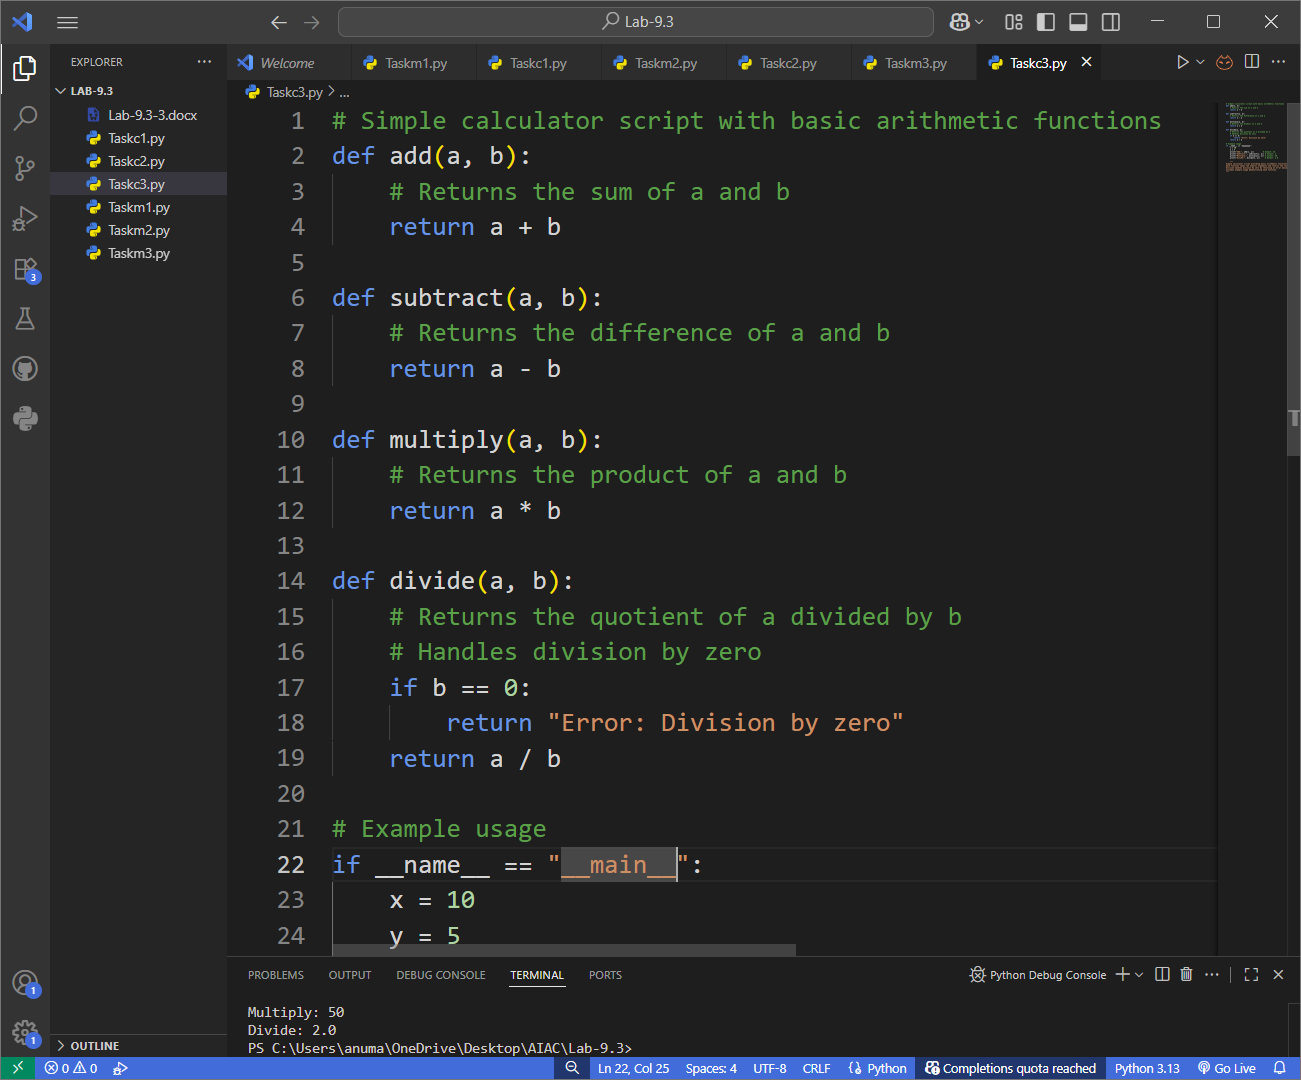 Lab-9.3
EXPLORER
LAB-9.3
Lab-9.3-3.docx
Taskc1.py
Taskc2.py
Taskc3.py
Taskm1.py
Taskm2.py
Taskm3.py
OUTLINE
3
1
1
Welcome Taskm1.py Taskc1.py Taskm2.py Taskc2.py Taskm3.py Taskc3.py
Taskc3.py > ...
1 # Simple calculator script with basic arithmetic functions
2 def add(a, b):
3     # Returns the sum of a and b
4     return a + b
5
6 def subtract(a, b):
7     # Returns the difference of a and b
8     return a - b
9
10 def multiply(a, b):
11     # Returns the product of a and b
12     return a * b
13
14 def divide(a, b):
15     # Returns the quotient of a divided by b
16     # Handles division by zero
17     if b == 0:
18         return "Error: Division by zero"
19     return a / b
20
21 # Example usage
22 if __name__ == "__main__":
23     x = 10
24     y = 5
PROBLEMS OUTPUT DEBUG CONSOLE TERMINAL PORTS Python Debug Console
Multiply: 50
Divide: 2.0
PS C:\Users\anuma\OneDrive\Desktop\AIAC\Lab-9.3>
0 0 Ln 22, Col 25 Spaces: 4 UTF-8 CRLF Python Completions quota reached Python 3.13 Go Live